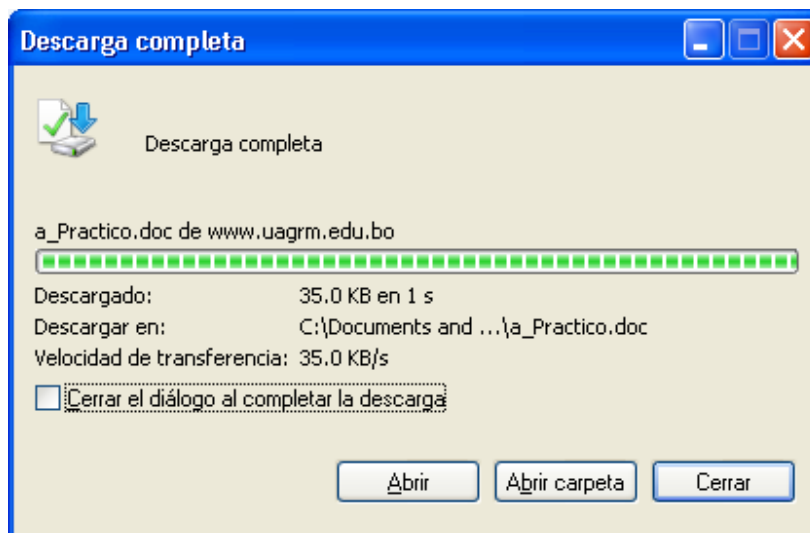 Descarga completa
Descarga completa
a_Practico.doc de www.uagrm.edu.bo
Descargado: 35.0 KB en 1 s
Descargar en: C:\Documents and ...\a_Practico.doc
Velocidad de transferencia: 35.0 KB/s
Cerrar el diálogo al completar la descarga
Abrir Abrir carpeta Cerrar